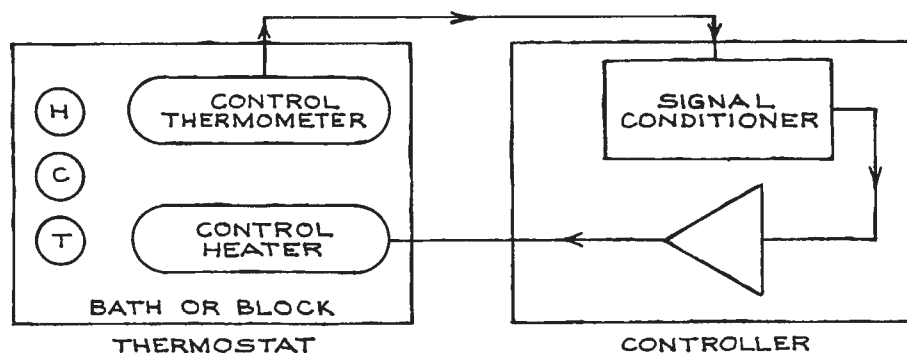 CONTROL
THERMOMETER
H
C
T
CONTROL
HEATER
BATH OR BLOCK
THERMOSTAT
SIGNAL
CONDITIONER
CONTROLLER